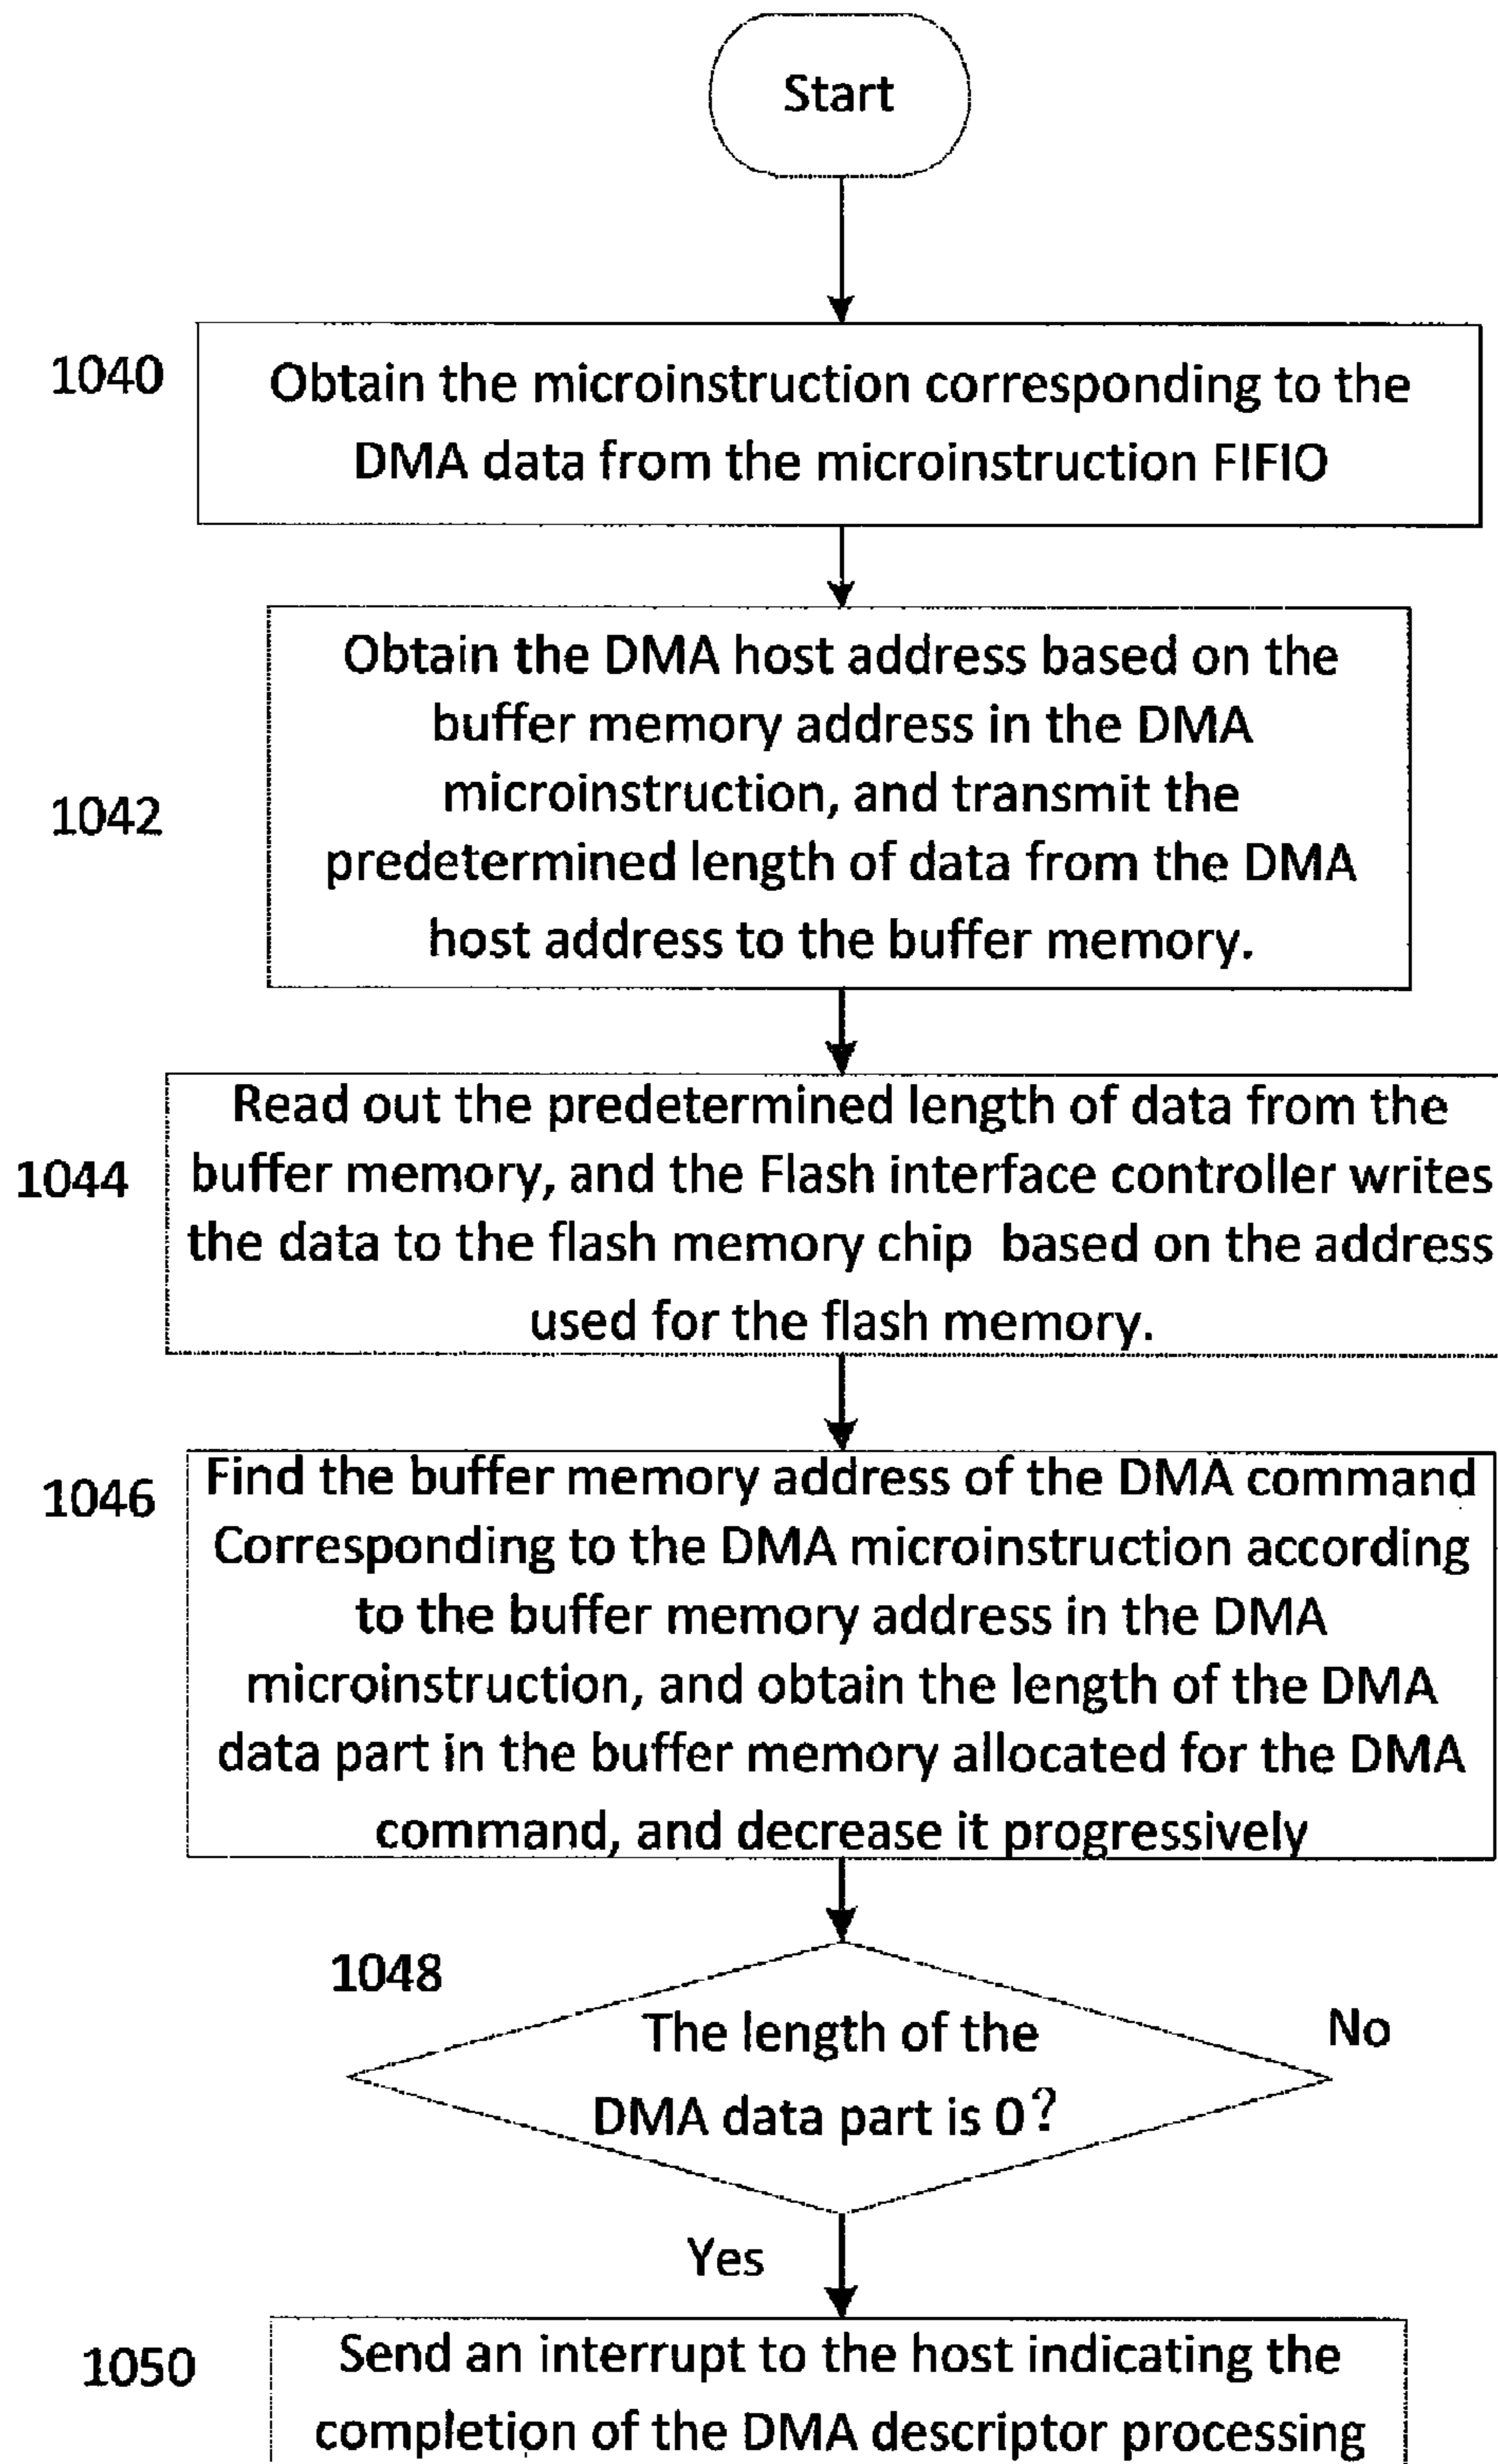 Start
1040
Obtain the microinstruction corresponding to the
DMA data from the microinstruction FIFIO
1042
Obtain the DMA host address based on the
buffer memory address in the DMA
microinstruction, and transmit the
predetermined length of data from the DMA
host address to the buffer memory.
1044
Read out the predetermined length of data from the
buffer memory, and the Flash interface controller writes
the data to the flash memory chip based on the address
used for the flash memory.
1046
Find the buffer memory address of the DMA command
Corresponding to the DMA microinstruction according
to the buffer memory address in the DMA
microinstruction, and obtain the length of the DMA
data part in the buffer memory allocated for the DMA
command, and decrease it progressively
1048
The length of the
DMA data part is 0?
No
Yes
1050
Send an interrupt to the host indicating the
completion of the DMA descriptor processing